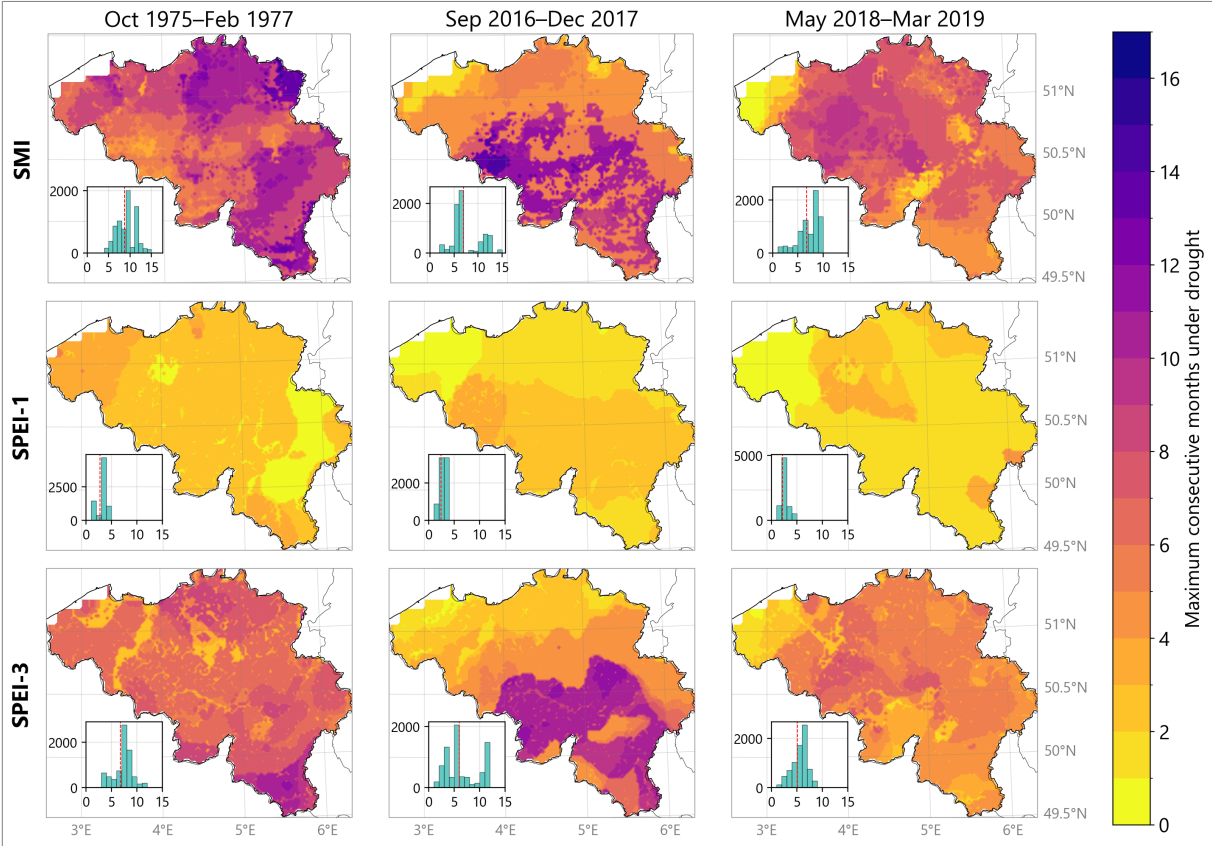 Oct 1975–Feb 1977 Sep 2016–Dec 2017 May 2018–Mar 2019
SMI
2000
0
0 5 10 15
2000
0
0 5 10 15
2000
0
0 5 10 15
51°N
50.5°N
50°N
49.5°N
SPEI-1
2500
0
0 5 10 15
2000
0
0 5 10 15
5000
0
0 5 10 15
51°N
50.5°N
50°N
49.5°N
SPEI-3
2000
0
0 5 10 15
2000
0
0 5 10 15
2000
0
0 5 10 15
51°N
50.5°N
50°N
49.5°N
3°E 4°E 5°E 6°E
3°E 4°E 5°E 6°E
3°E 4°E 5°E 6°E
16
14
12
10
8
6
4
2
0
Maximum consecutive months under drought